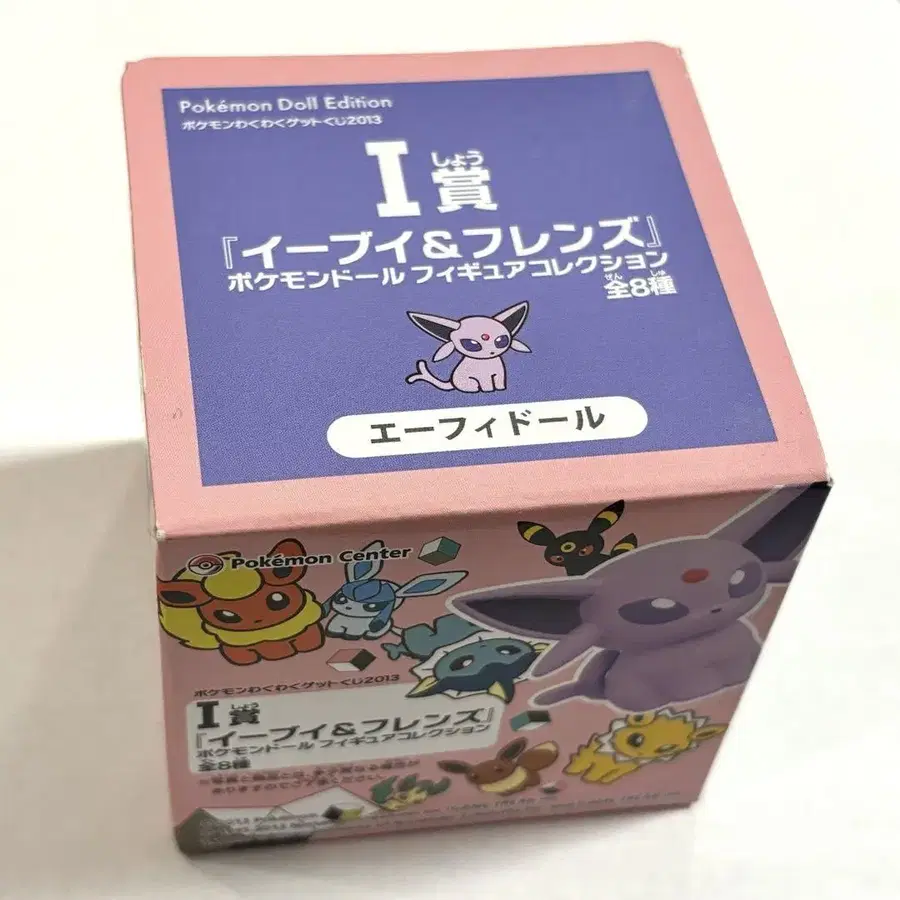 Pokémon Doll Edition
ポケモンわくわくゲットくじ2013
しょう
I賞
『イーブイ&フレンズ』
ポケモンドール フィギュアコレクション
ぜん しゅ
全8種
エーフィドール
Pokémon Center
ポケモンわくわくゲットくじ2013
しょう
I賞
『イーブイ&フレンズ』
ポケモンドール フィギュアコレクション
全8種